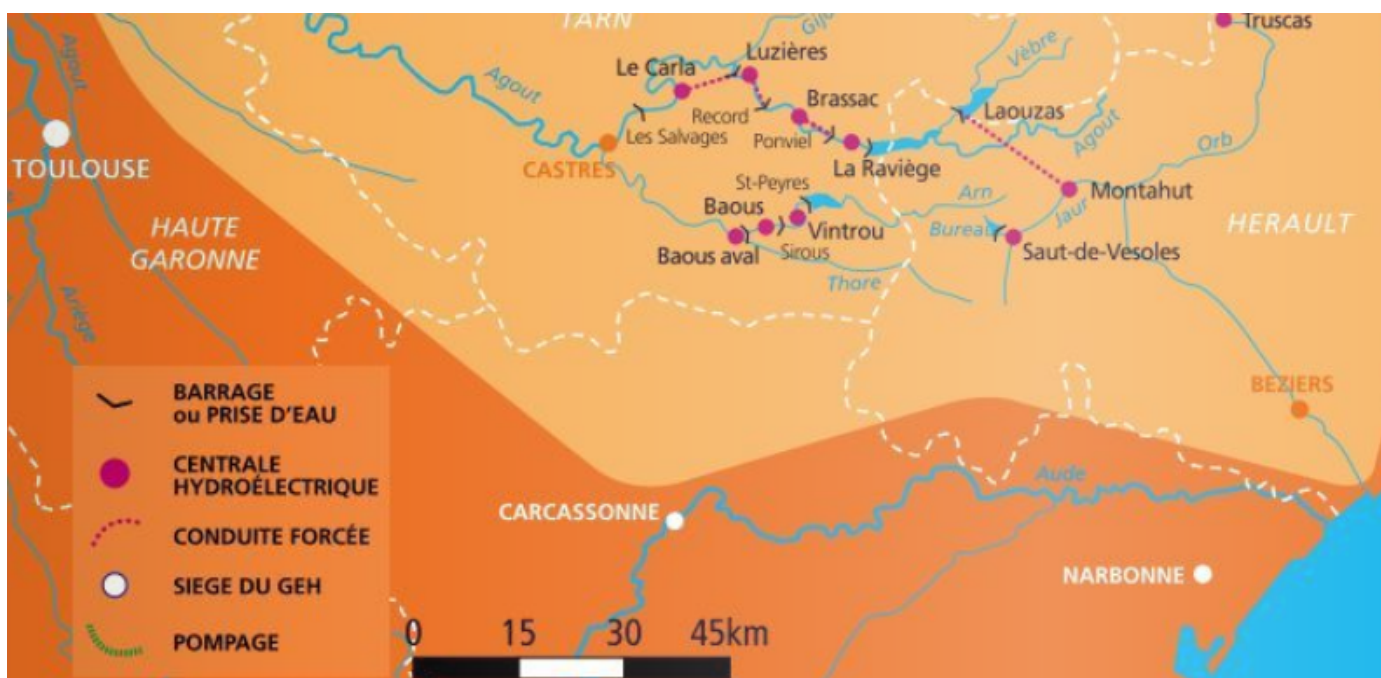 TARN
Gijou
Truscas
Agout
Luzières
Vèbre
Le Carla
Agout
Brassac
Laouzas
Record
Les Salvages
Ponviel
Agout
Orb
TOULOUSE
CASTRES
La Raviège
St-Peyres
Arn
Montahut
Baous
Jaur
HAUTE
GARONNE
Vintrou
Bureau
HERAULT
Baous aval
Sirous
Saut-de-Vesoles
Thore
Ariège
BARRAGE
ou PRISE D'EAU
BEZIERS
CENTRALE
HYDROÉLECTRIQUE
Aude
CARCASSONNE
CONDUITE FORCÉE
NARBONNE
SIEGE DU GEH
POMPAGE
0 15 30 45km